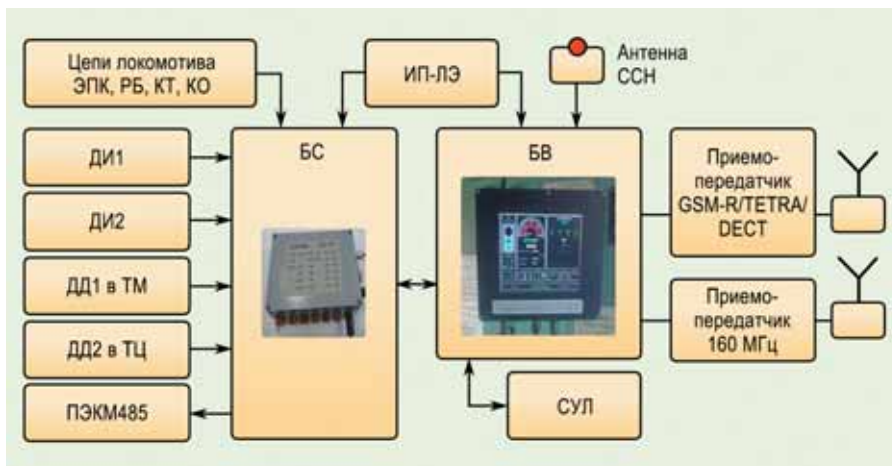 Цепи локомотива
ЭПК, РБ, КТ, КО
ИП-ЛЭ
Антенна
ССН
ДИ1
ДИ2
ДД1 в ТМ
ДД2 в ТЦ
ПЭКМ485
БС
БВ
СУЛ
Приемо-
передатчик
GSM-R/TETRA/
DECT
Приемо-
передатчик
160 МГц